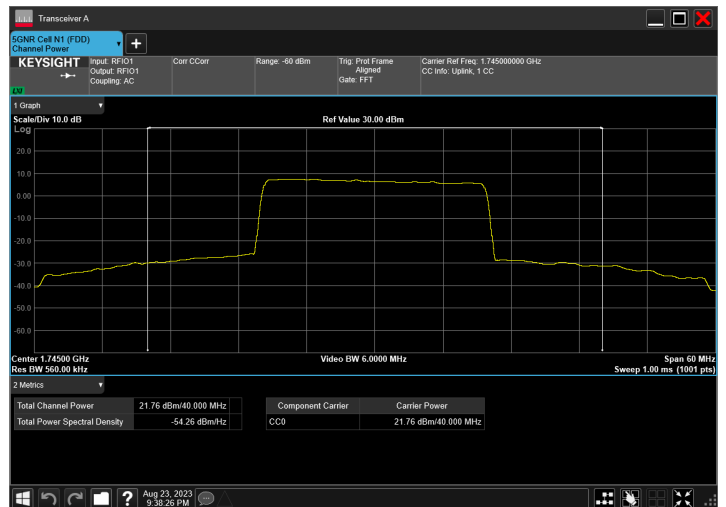 Transceiver A
5GNR Cell N1 (FDD)
Channel Power
KEYSIGHT
LXI
Input: RFIO1
Output: RFIO1
Coupling: AC
Corr CCorr
Range: -60 dBm
Trig: Prot Frame
Aligned
Gate: FFT
Carrier Ref Freq: 1.745000000 GHz
CC Info: Uplink, 1 CC
1 Graph
Scale/Div 10.0 dB
Ref Value 30.00 dBm
Log
20.0
10.0
0.00
-10.0
-20.0
-30.0
-40.0
-50.0
-60.0
Center 1.74500 GHz
Video BW 6.0000 MHz
Span 60 MHz
Res BW 560.00 kHz
Sweep 1.00 ms (1001 pts)
2 Metrics
Total Channel Power 21.76 dBm/40.000 MHz
Total Power Spectral Density -54.26 dBm/Hz
Component Carrier Carrier Power
CC0 21.76 dBm/40.000 MHz
Aug 23, 2023
9:38:26 PM